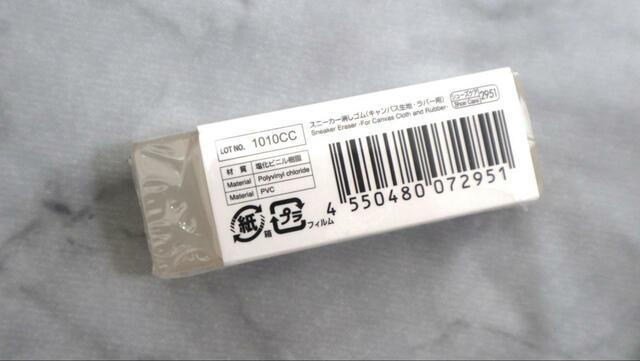 スニーカー消しゴム(キャンバス生地・ラバー用)
Sneaker Eraser -For Canvas Cloth and Rubber-
シューズケア
Shoe Care
2951
LOT NO. 1010CC
材 質 塩化ビニル樹脂
Material Polyvinyl chloride
Material PVC
紙 箱
プラ フィルム
4 550480 072951